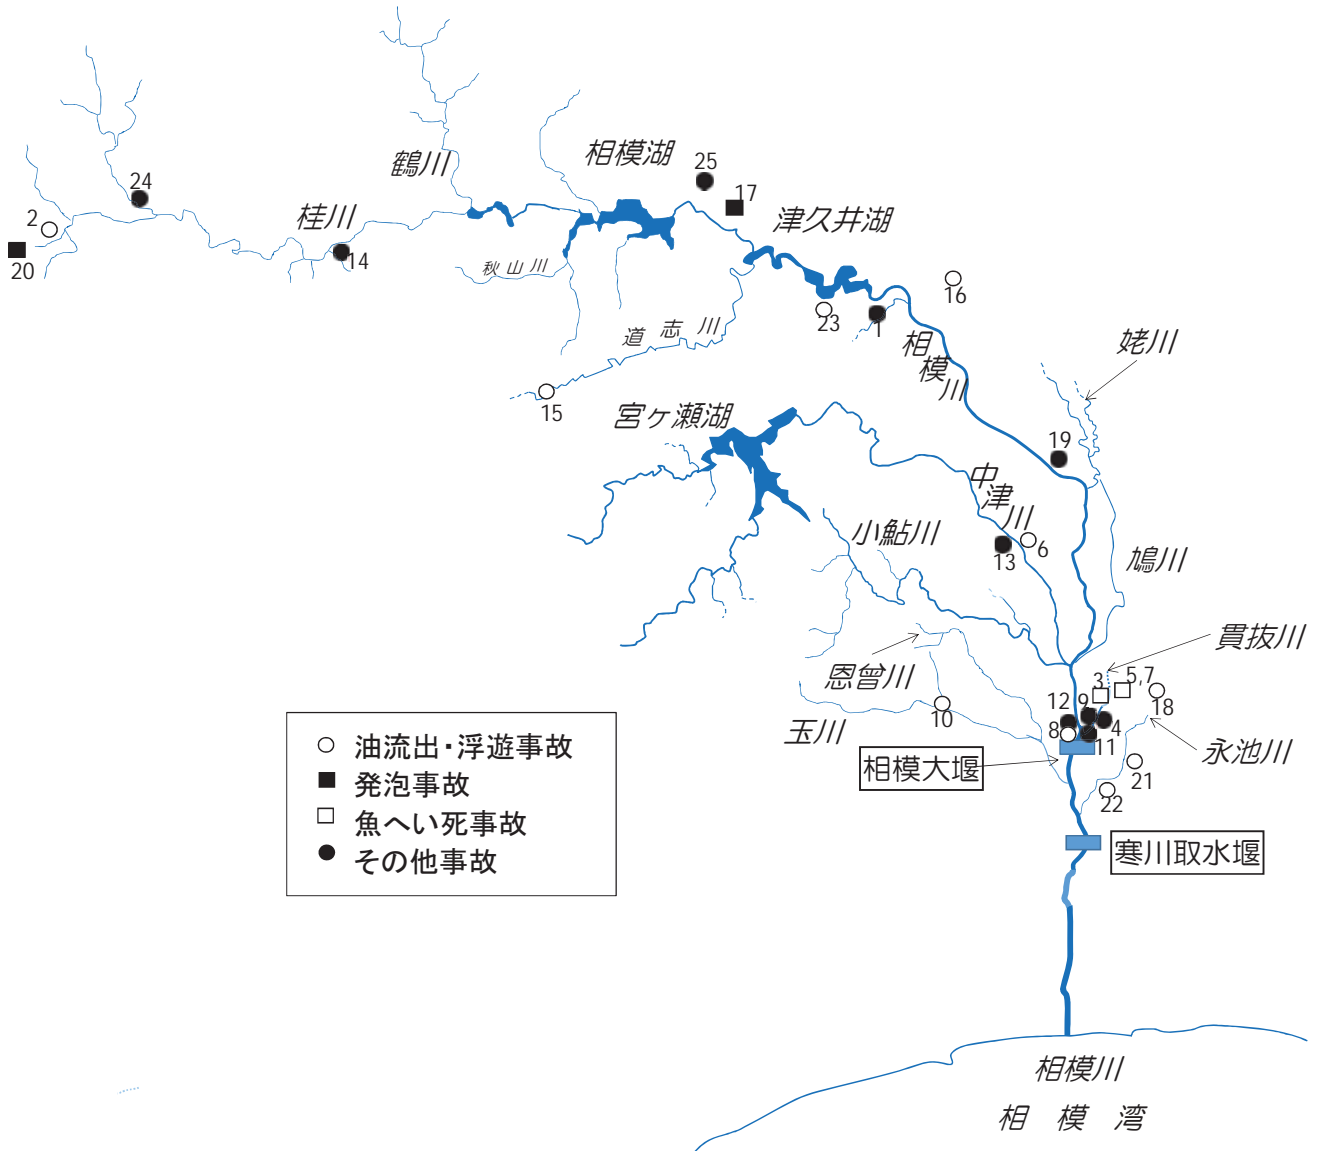 鶴川
相模湖
25
17
24
桂川
津久井湖
2
20
14
秋山川
16
23
1
道志川
相模川
姥川
15
宮ヶ瀬湖
19
中津川
小鮎川
6
13
鳩川
貫抜川
恩曾川
3
5,7
18
10
12
9
4
8
11
玉川
永池川
相模大堰
21
22
油流出・浮遊事故
発泡事故
魚へい死事故
その他事故
寒川取水堰
相模川
相模湾